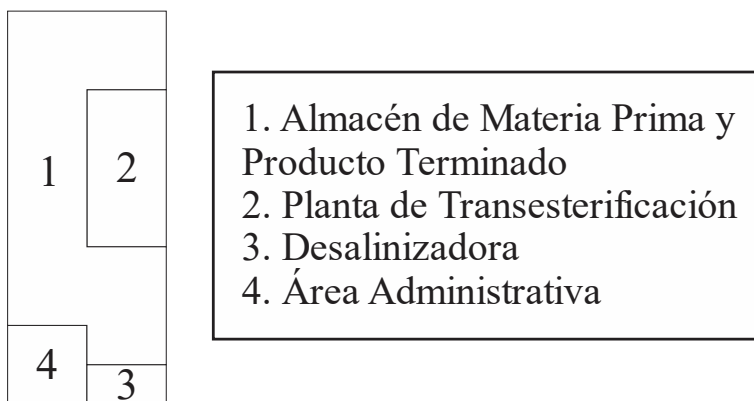 1
2
4
3
1. Almacén de Materia Prima y
Producto Terminado
2. Planta de Transesterificación
3. Desalinizadora
4. Área Administrativa